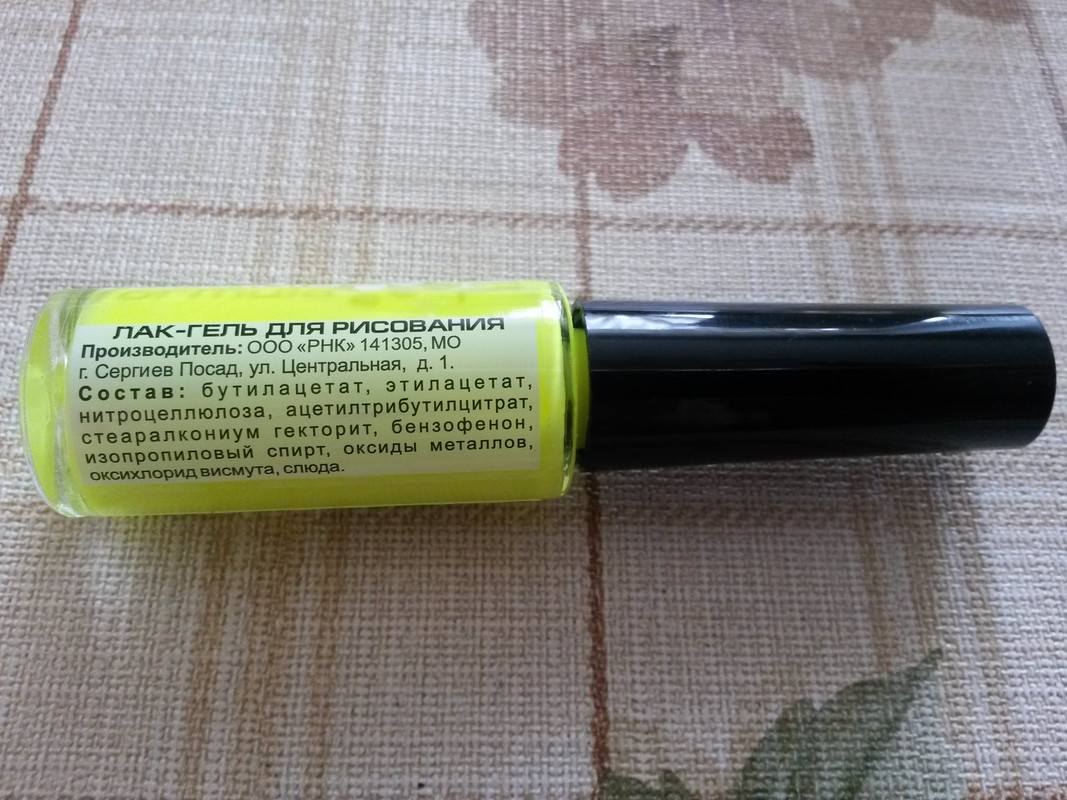 ЛАК-ГЕЛЬ ДЛЯ РИСОВАНИЯ
Производитель: ООО «РНК» 141305, МО
г. Сергиев Посад, ул. Центральная, д. 1.
Состав: бутилацетат, этилацетат,
нитроцеллюлоза, ацетилтрибутилцитрат,
стеаралкониум гекторит, бензофенон,
изопропиловый спирт, оксиды металлов,
оксихлорид висмута, слюда.